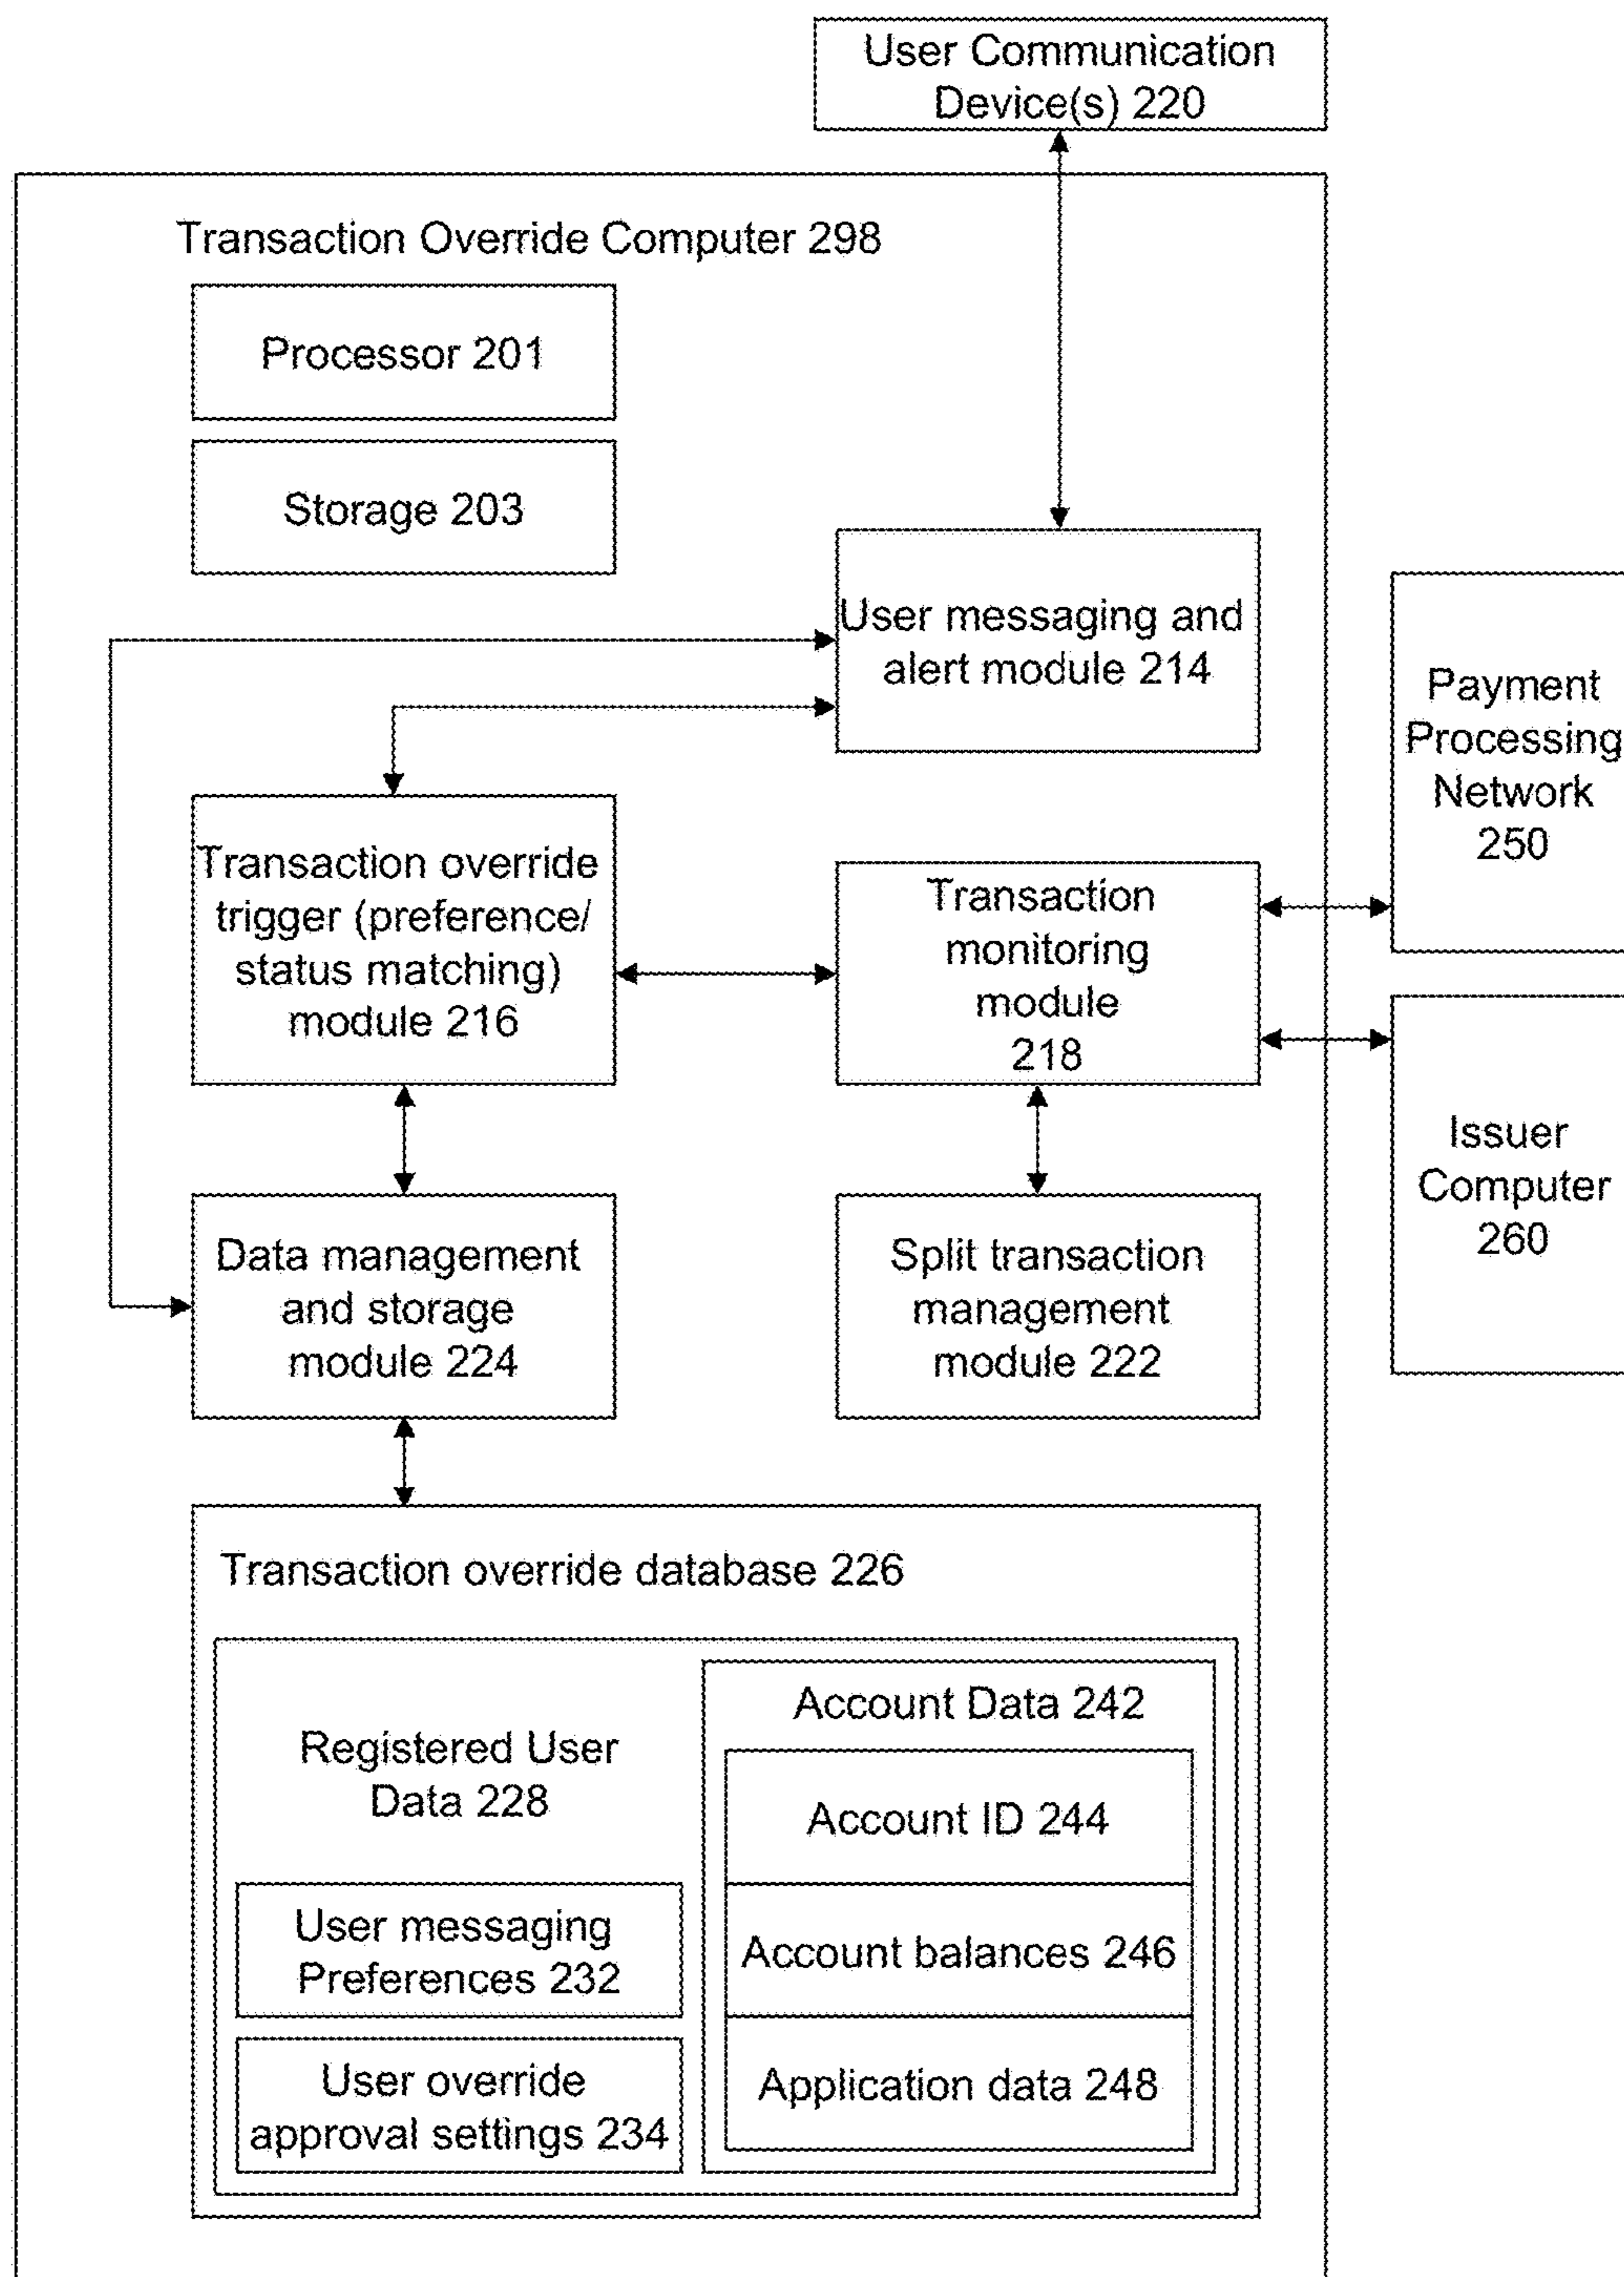 User Communication
Device(s) 220
Transaction Override Computer 298
Processor 201
Storage 203
User messaging and
alert module 214
Payment
Processing
Network
250
Transaction override
trigger (preference/
status matching)
module 216
Transaction
monitoring
module
218
Issuer
Computer
260
Data management
and storage
module 224
Split transaction
management
module 222
Transaction override database 226
Registered User
Data 228
User messaging
Preferences 232
User override
approval settings 234
Account Data 242
Account ID 244
Account balances 246
Application data 248